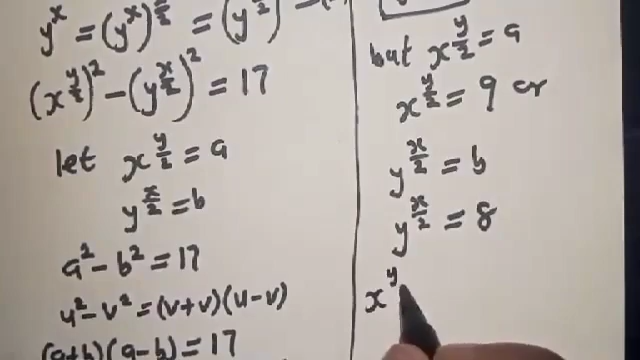 y^x = (y^x)^{2/2} = (y^{x/2})
(x^{y/2})^2 - (y^{x/2})^2 = 17
let x^{y/2} = a
y^{x/2} = b
a^2 - b^2 = 17
u^2 - v^2 = (v+v)(u-v)
(a+b)(a-b) = 17
but x^{y/2} = a
x^{y/2} = 9 or
y^{x/2} = b
y^{x/2} = 8
x^y